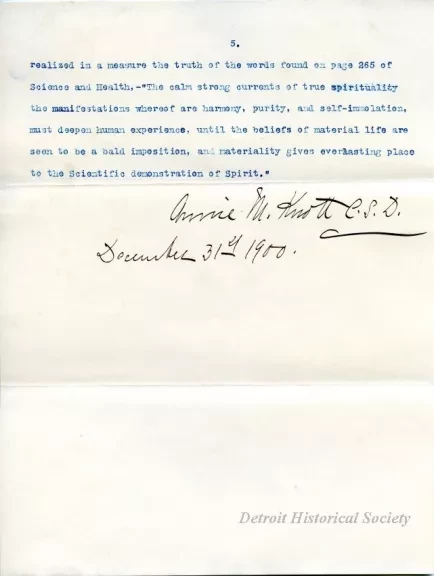 5.
realized in a measure the truth of the words found on page 265 of
Science and Health,-"The calm strong currents of true spirituality
the manifestations whereof are harmony, purity, and self-immolation,
must deepen human experience, until the beliefs of material life are
seen to be a bald imposition, and materiality gives everlasting place
to the Scientific demonstration of Spirit."
Annie M. Knott C.S.D.
December 31st 1900.
Detroit Historical Society